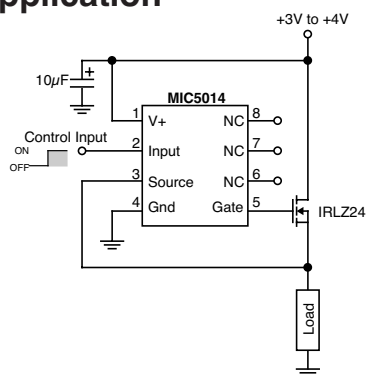 pplication
+3V to +4V
10µF
+
MIC5014
1 V+ NC 8
Control Input
ON
OFF
2 Input NC 7
3 Source NC 6
4 Gnd Gate 5
IRLZ24
Load